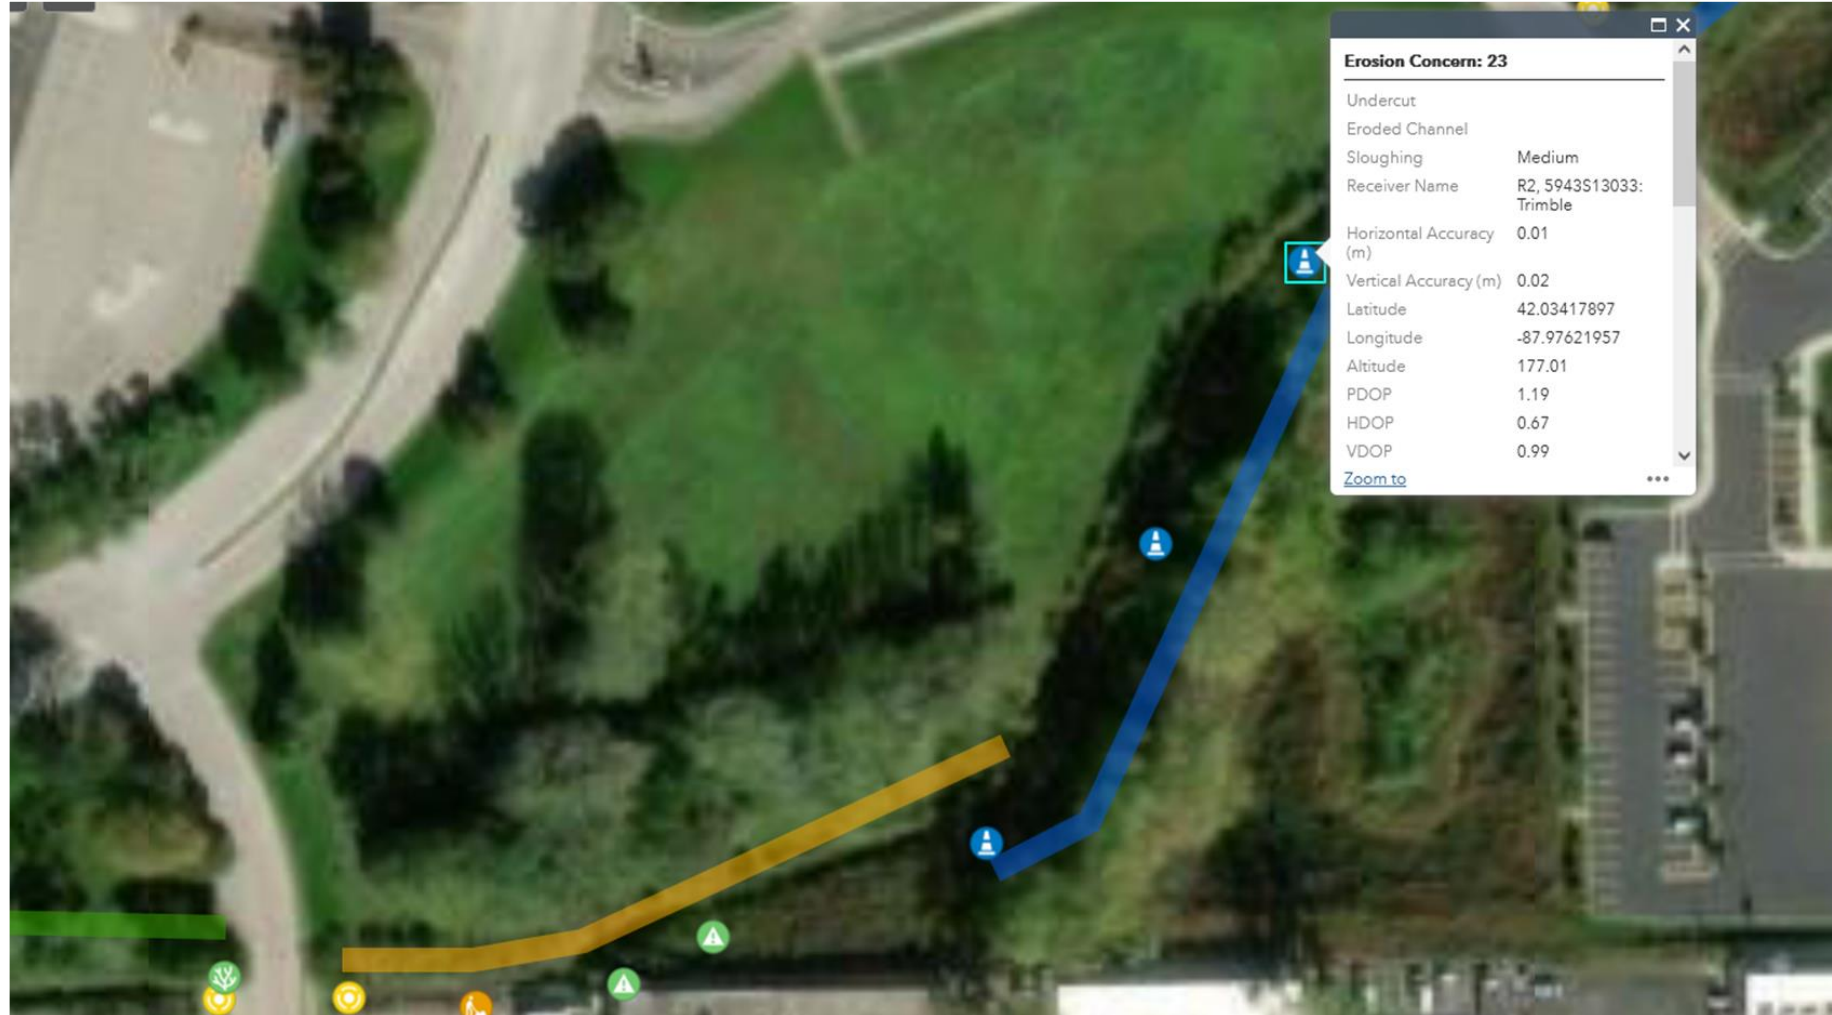 Erosion Concern: 23
Undercut
Eroded Channel
Sloughing Medium
Receiver Name R2, 5943S13033:
Trimble
Horizontal Accuracy 0.01
(m)
Vertical Accuracy (m) 0.02
Latitude 42.03417897
Longitude -87.97621957
Altitude 177.01
PDOP 1.19
HDOP 0.67
VDOP 0.99
Zoom to